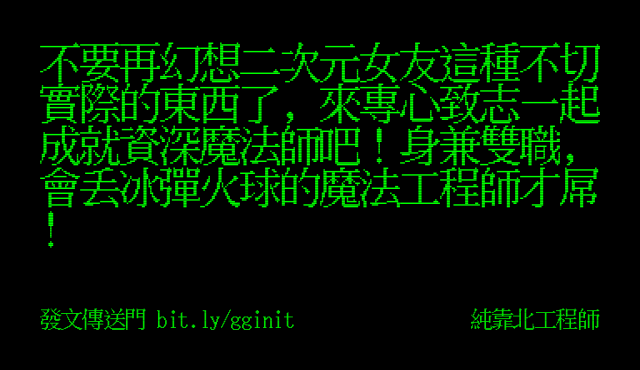 不要再幻想二次元女友這種不切
實際的東西了，來專心致志一起
成就資深魔法師吧！身兼雙職，
會丟冰彈火球的魔法工程師才屌
！
發文傳送門 bit.ly/gginit
純靠北工程師